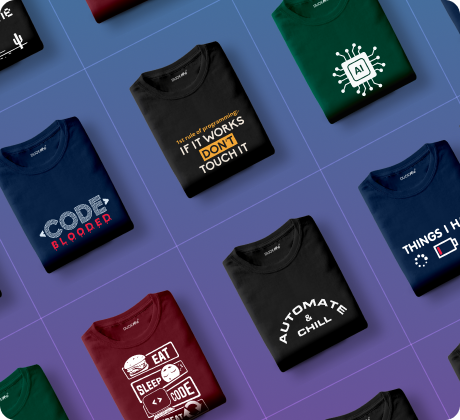 AI
1st rule of programming:-
IF IT WORKS
DON'T
TOUCH IT
<CODE>
BLOODED
THINGS I H
AUTOMATE
&
CHILL
EAT
SLEEP
</> CODE